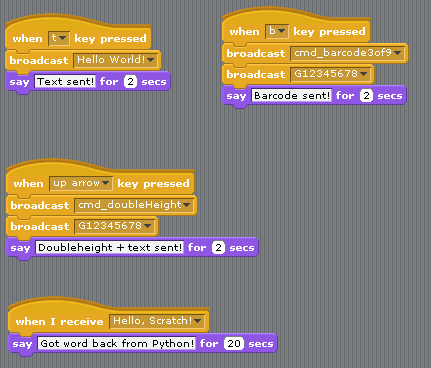 when t key pressed
broadcast Hello World!
say Text sent! for 2 secs
when b key pressed
broadcast cmd_barcode3of9
broadcast G12345678
say Barcode sent! for 2 secs
when up arrow key pressed
broadcast cmd_doubleHeight
broadcast G12345678
say Doubleheight + text sent! for 2 secs
when I receive Hello, Scratch!
say Got word back from Python! for 20 secs